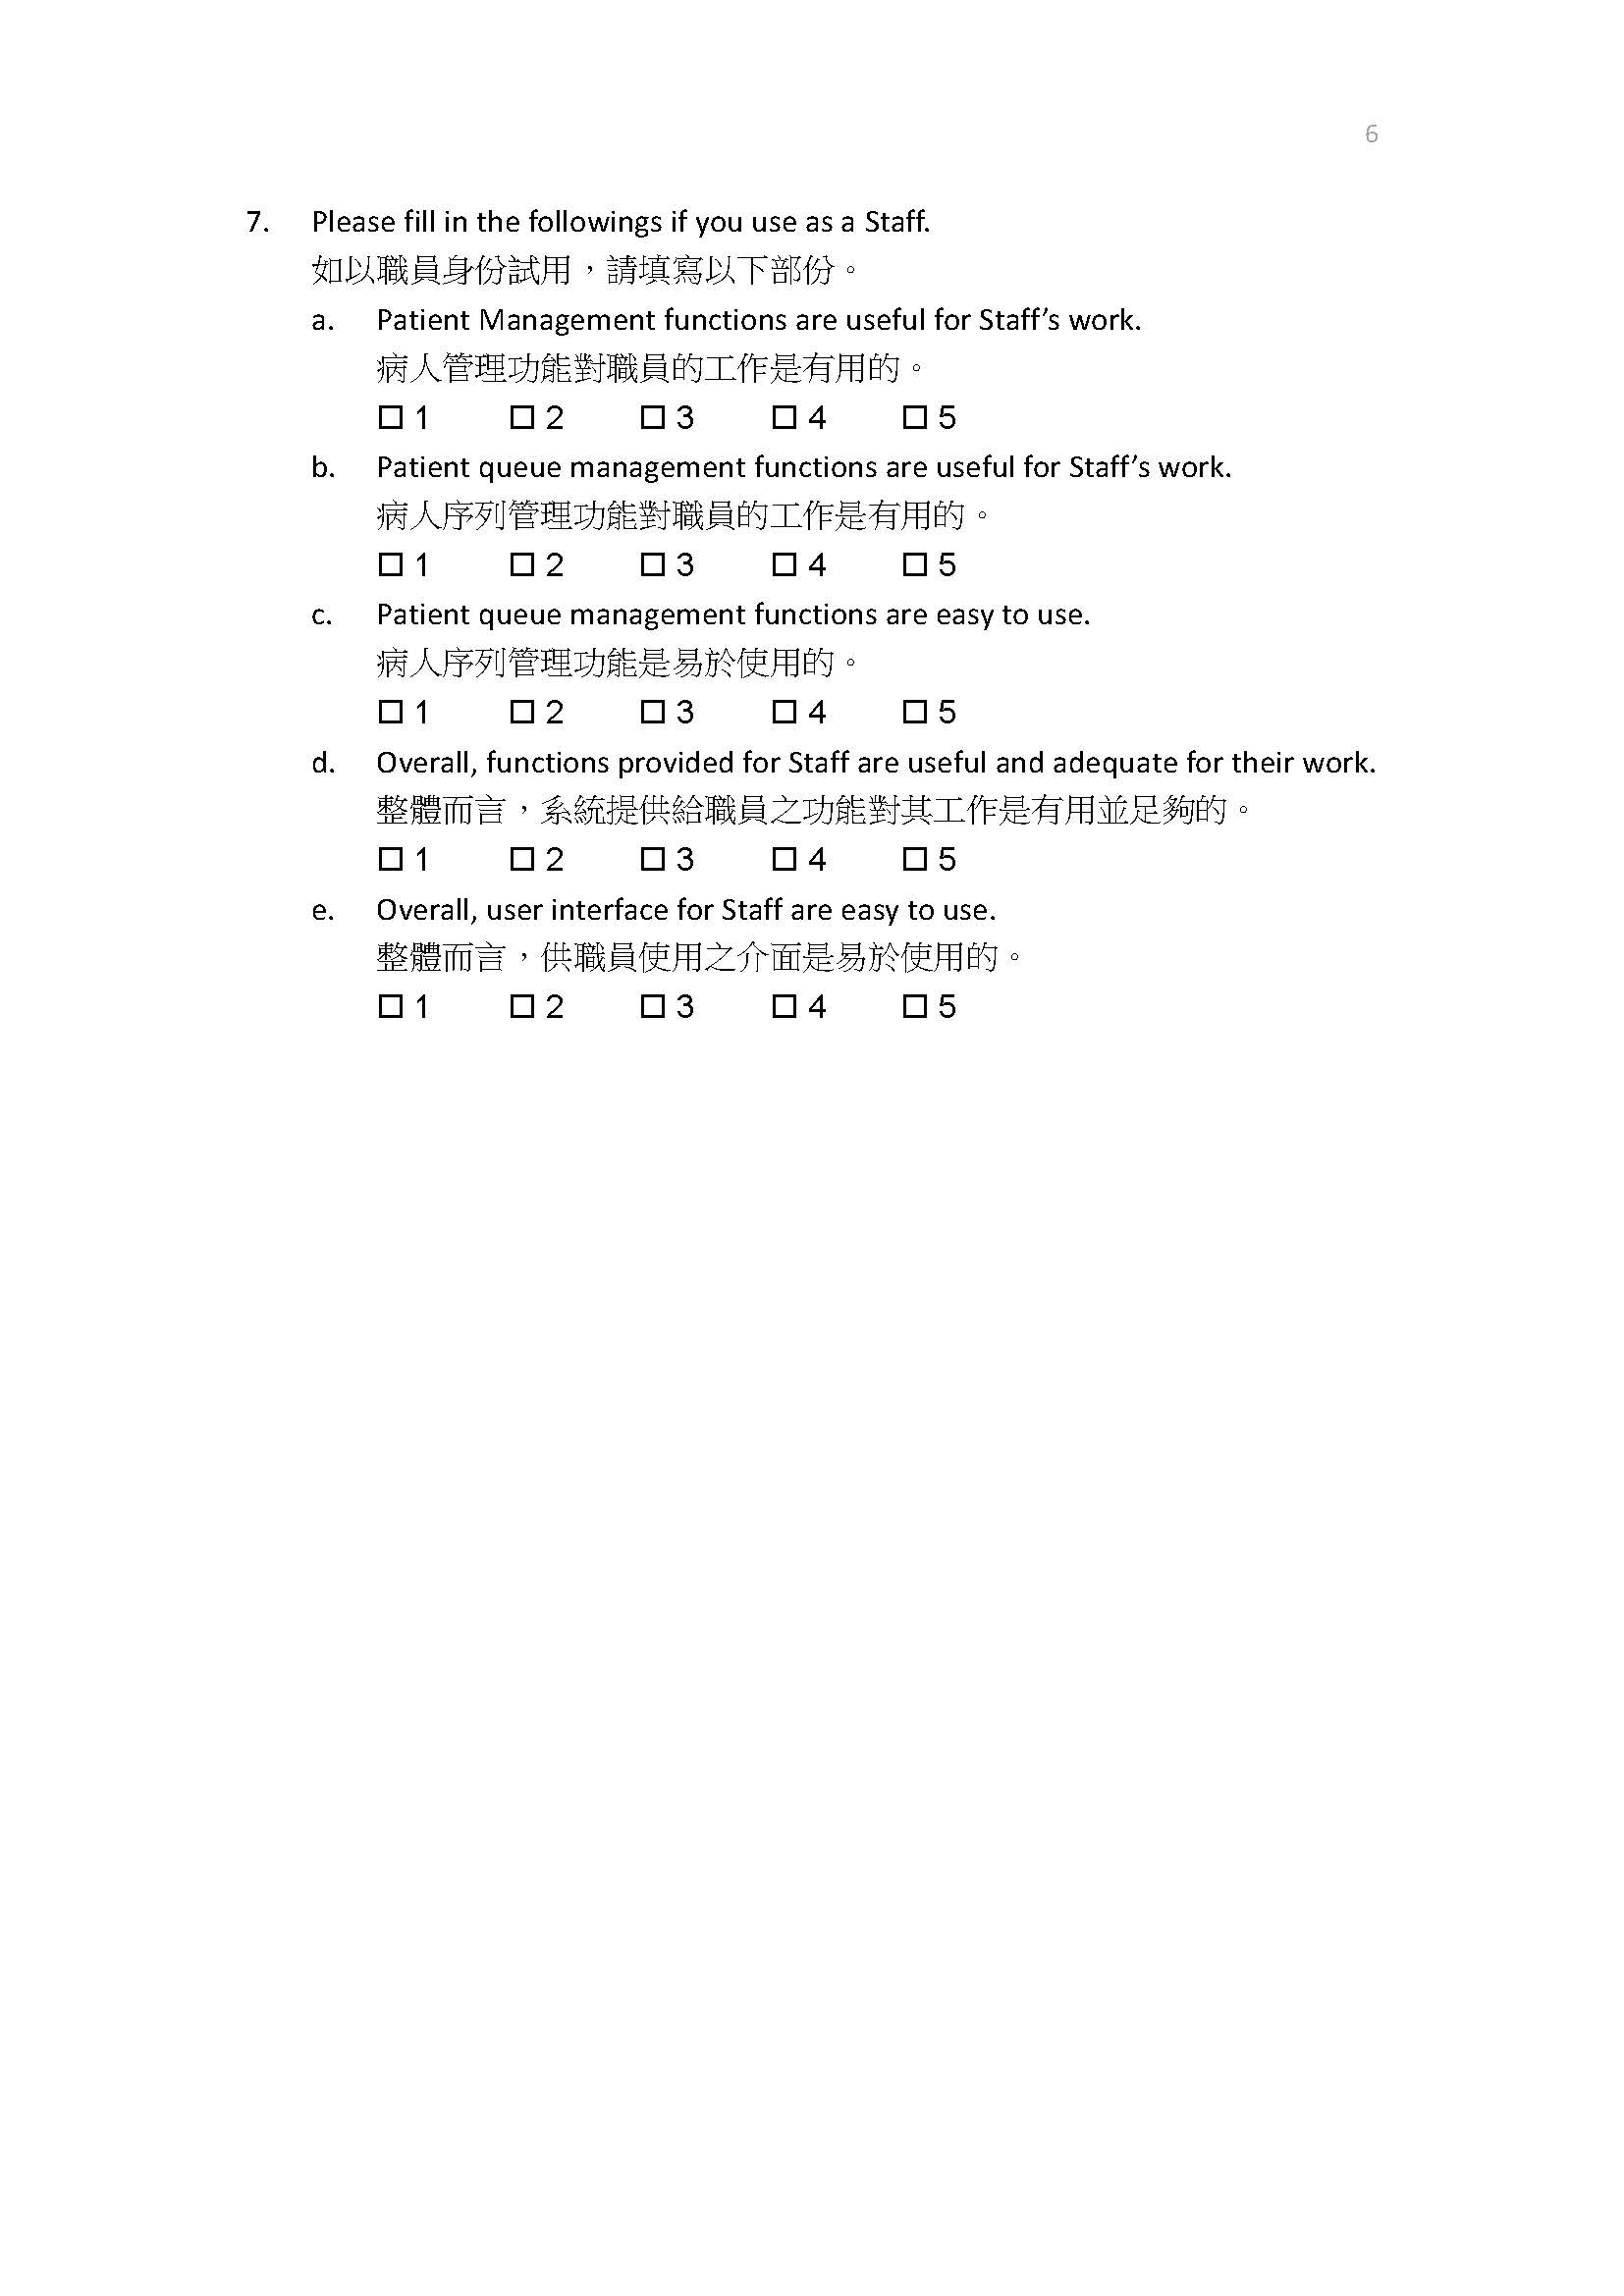 6
7. Please fill in the followings if you use as a Staff.
如以職員身份試用，請填寫以下部份。
a. Patient Management functions are useful for Staff’s work.
病人管理功能對職員的工作是有用的。
☐ 1 ☐ 2 ☐ 3 ☐ 4 ☐ 5
b. Patient queue management functions are useful for Staff’s work.
病人序列管理功能對職員的工作是有用的。
☐ 1 ☐ 2 ☐ 3 ☐ 4 ☐ 5
c. Patient queue management functions are easy to use.
病人序列管理功能是易於使用的。
☐ 1 ☐ 2 ☐ 3 ☐ 4 ☐ 5
d. Overall, functions provided for Staff are useful and adequate for their work.
整體而言，系統提供給職員之功能對其工作是有用並足夠的。
☐ 1 ☐ 2 ☐ 3 ☐ 4 ☐ 5
e. Overall, user interface for Staff are easy to use.
整體而言，供職員使用之介面是易於使用的。
☐ 1 ☐ 2 ☐ 3 ☐ 4 ☐ 5